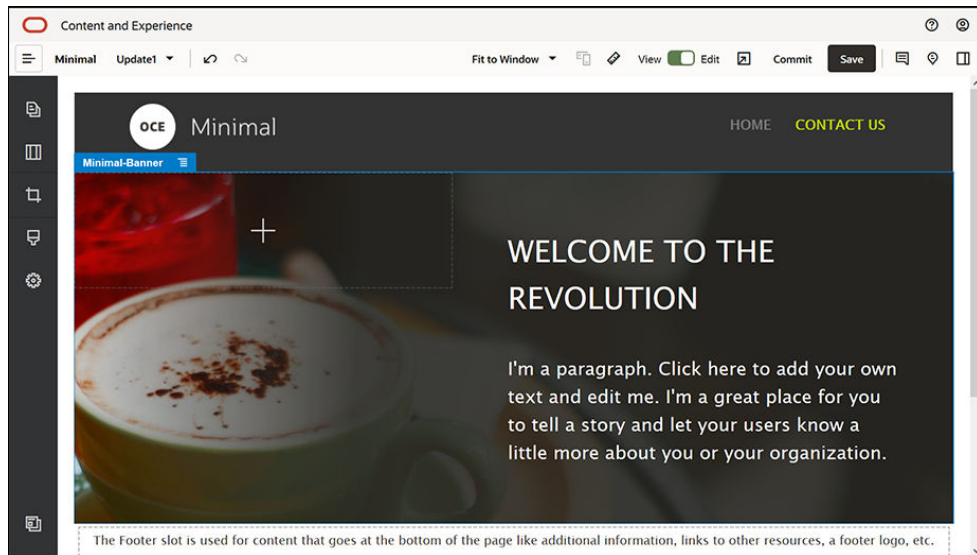 Content and Experience
Minimal Update1 Fit to Window View Edit Commit Save
OCE Minimal HOME CONTACT US
Minimal-Banner
WELCOME TO THE
REVOLUTION
I'm a paragraph. Click here to add your own
text and edit me. I'm a great place for you
to tell a story and let your users know a
little more about you or your organization.
The Footer slot is used for content that goes at the bottom of the page like additional information, links to other resources, a footer logo, etc.